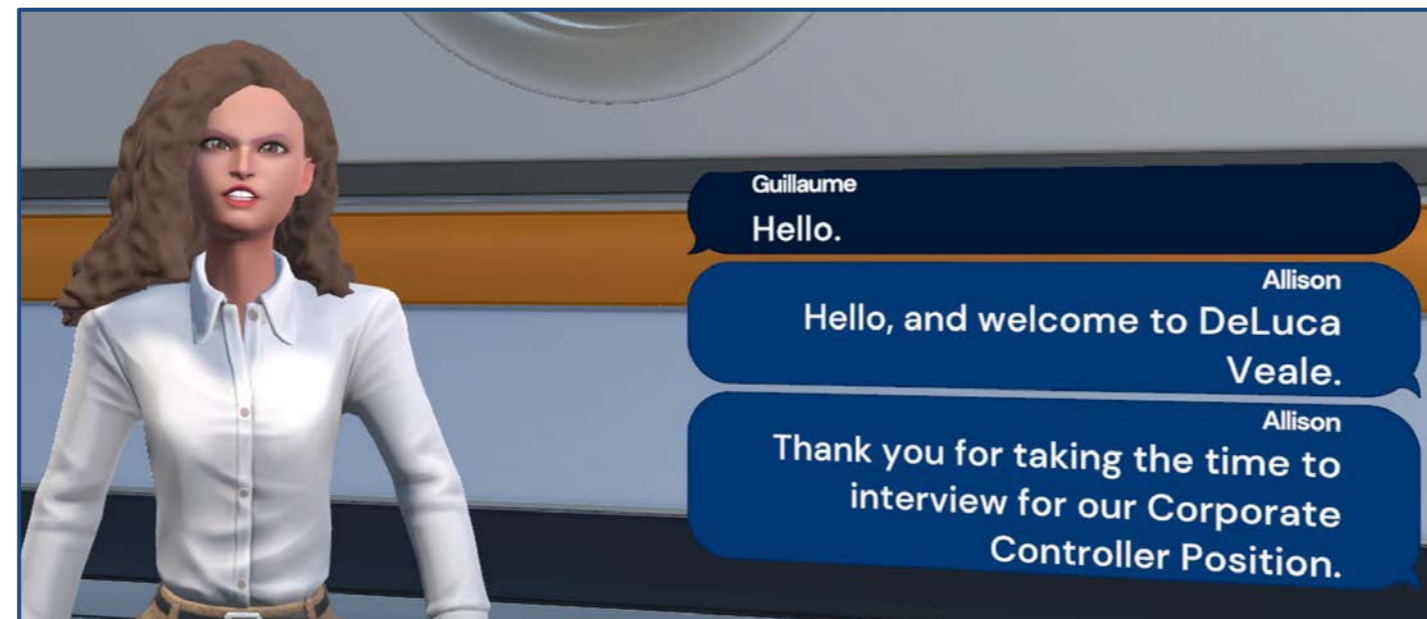 Guillaume
Hello.
Allison
Hello, and welcome to DeLuca
Veale.
Allison
Thank you for taking the time to
interview for our Corporate
Controller Position.